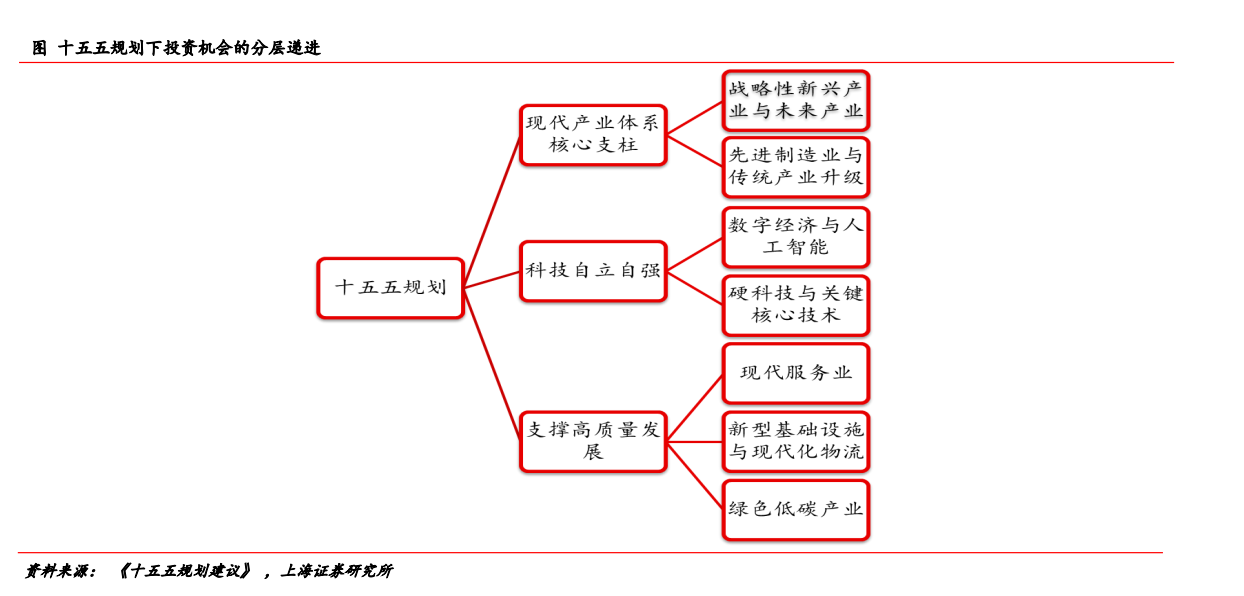 图 十五五规划下投资机会的分层递进
战略性新兴产
业与未来产业
现代产业体系
核心支柱
先进制造业与
传统产业升级
数字经济与人
工智能
科技自立自强
十五五规划
硬科技与关键
核心技术
现代服务业
支撑高质量发
展
新型基础设施
与现代化物流
绿色低碳产业
资料来源：《十五五规划建议》，上海证券研究所